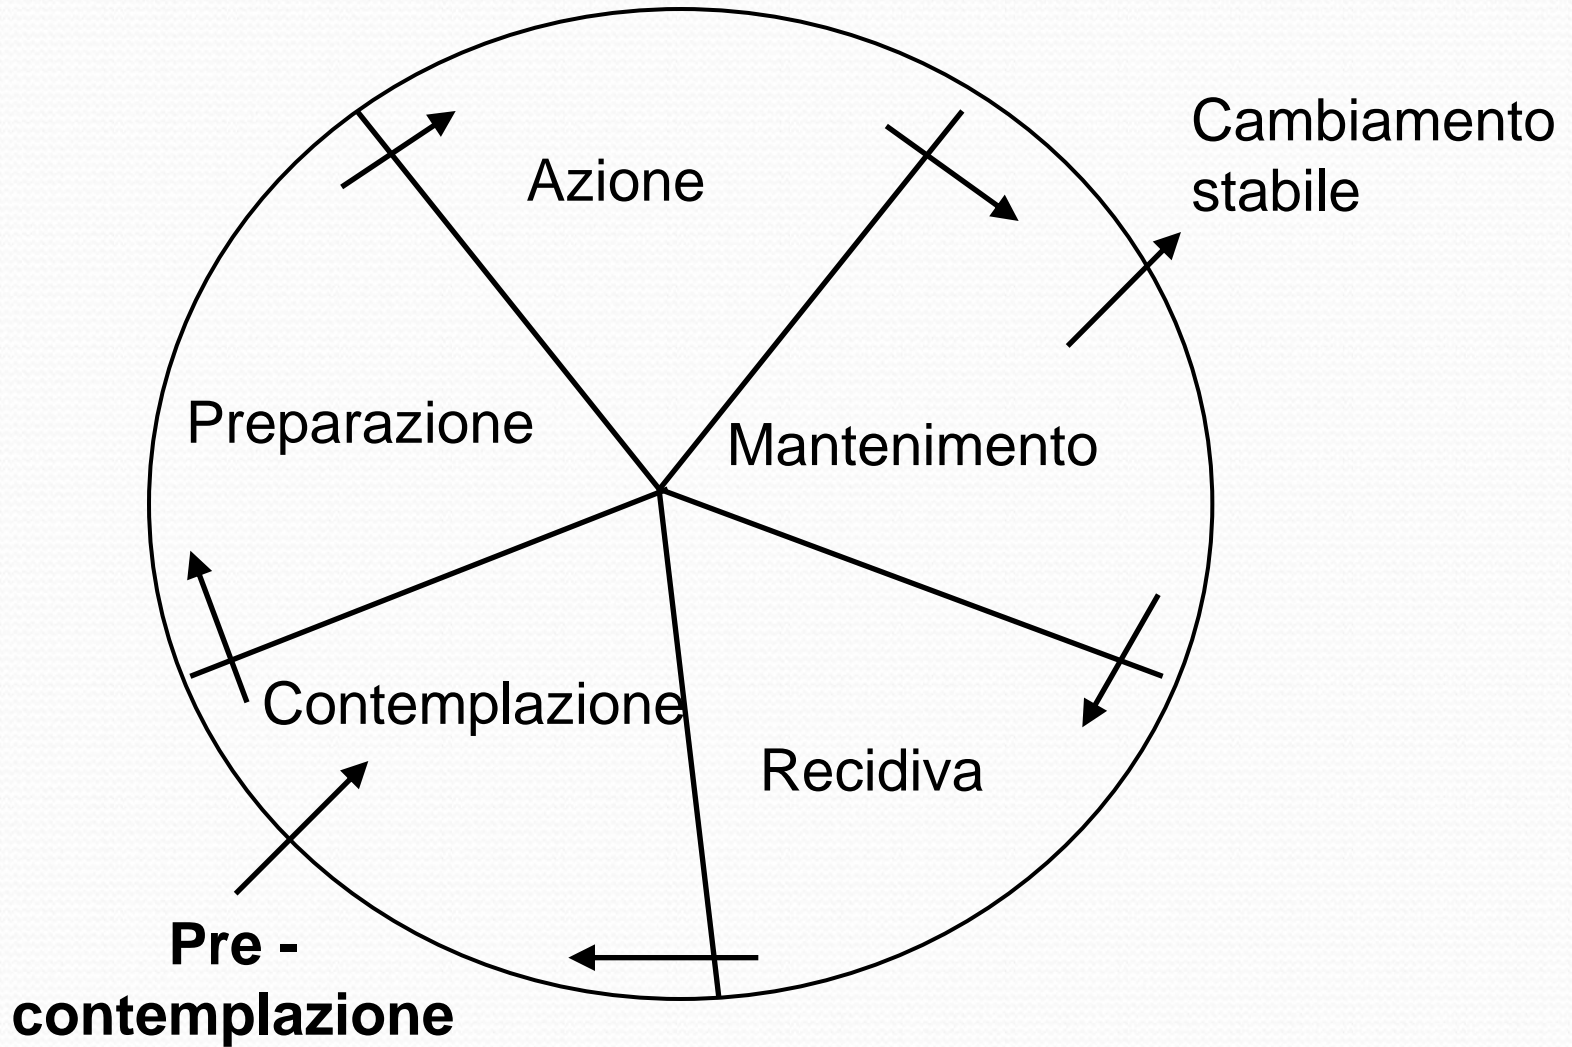 Azione
Cambiamento
stabile
Preparazione
Mantenimento
Contemplazione
Recidiva
Pre -
contemplazione